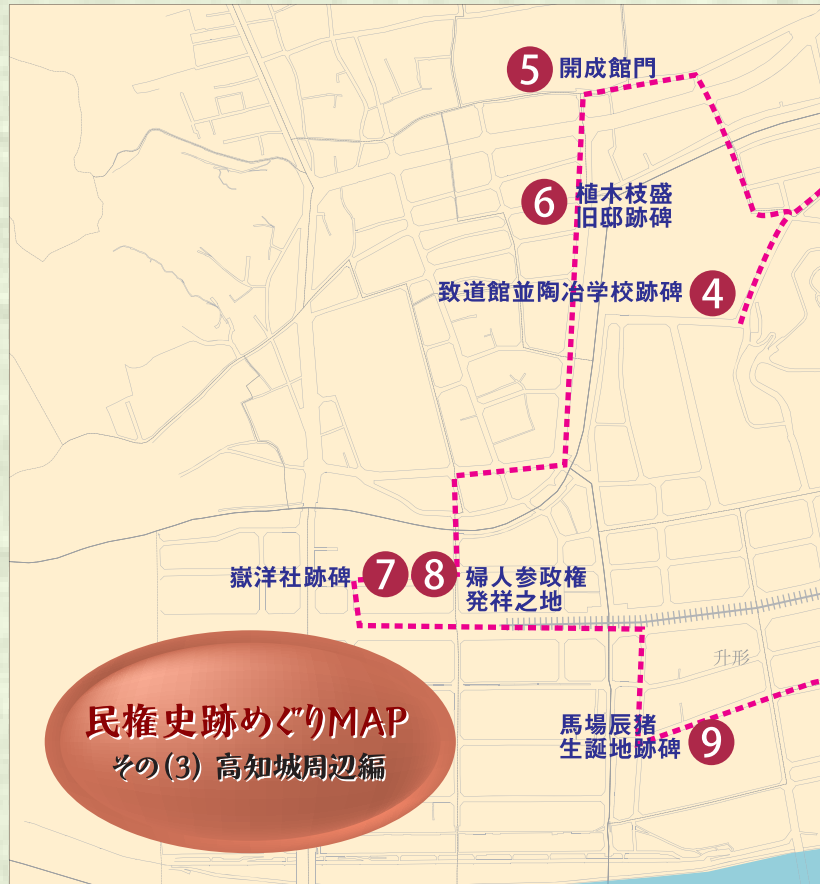 5 開成館門
6 植木枝盛
旧邸跡碑
致道館並陶冶学校跡碑 4
嶽洋社跡碑 7
8 婦人参政権
発祥之地
升形
馬場辰猪
生誕地跡碑 9
民権史跡めぐりMAP
その(3) 高知城周辺編